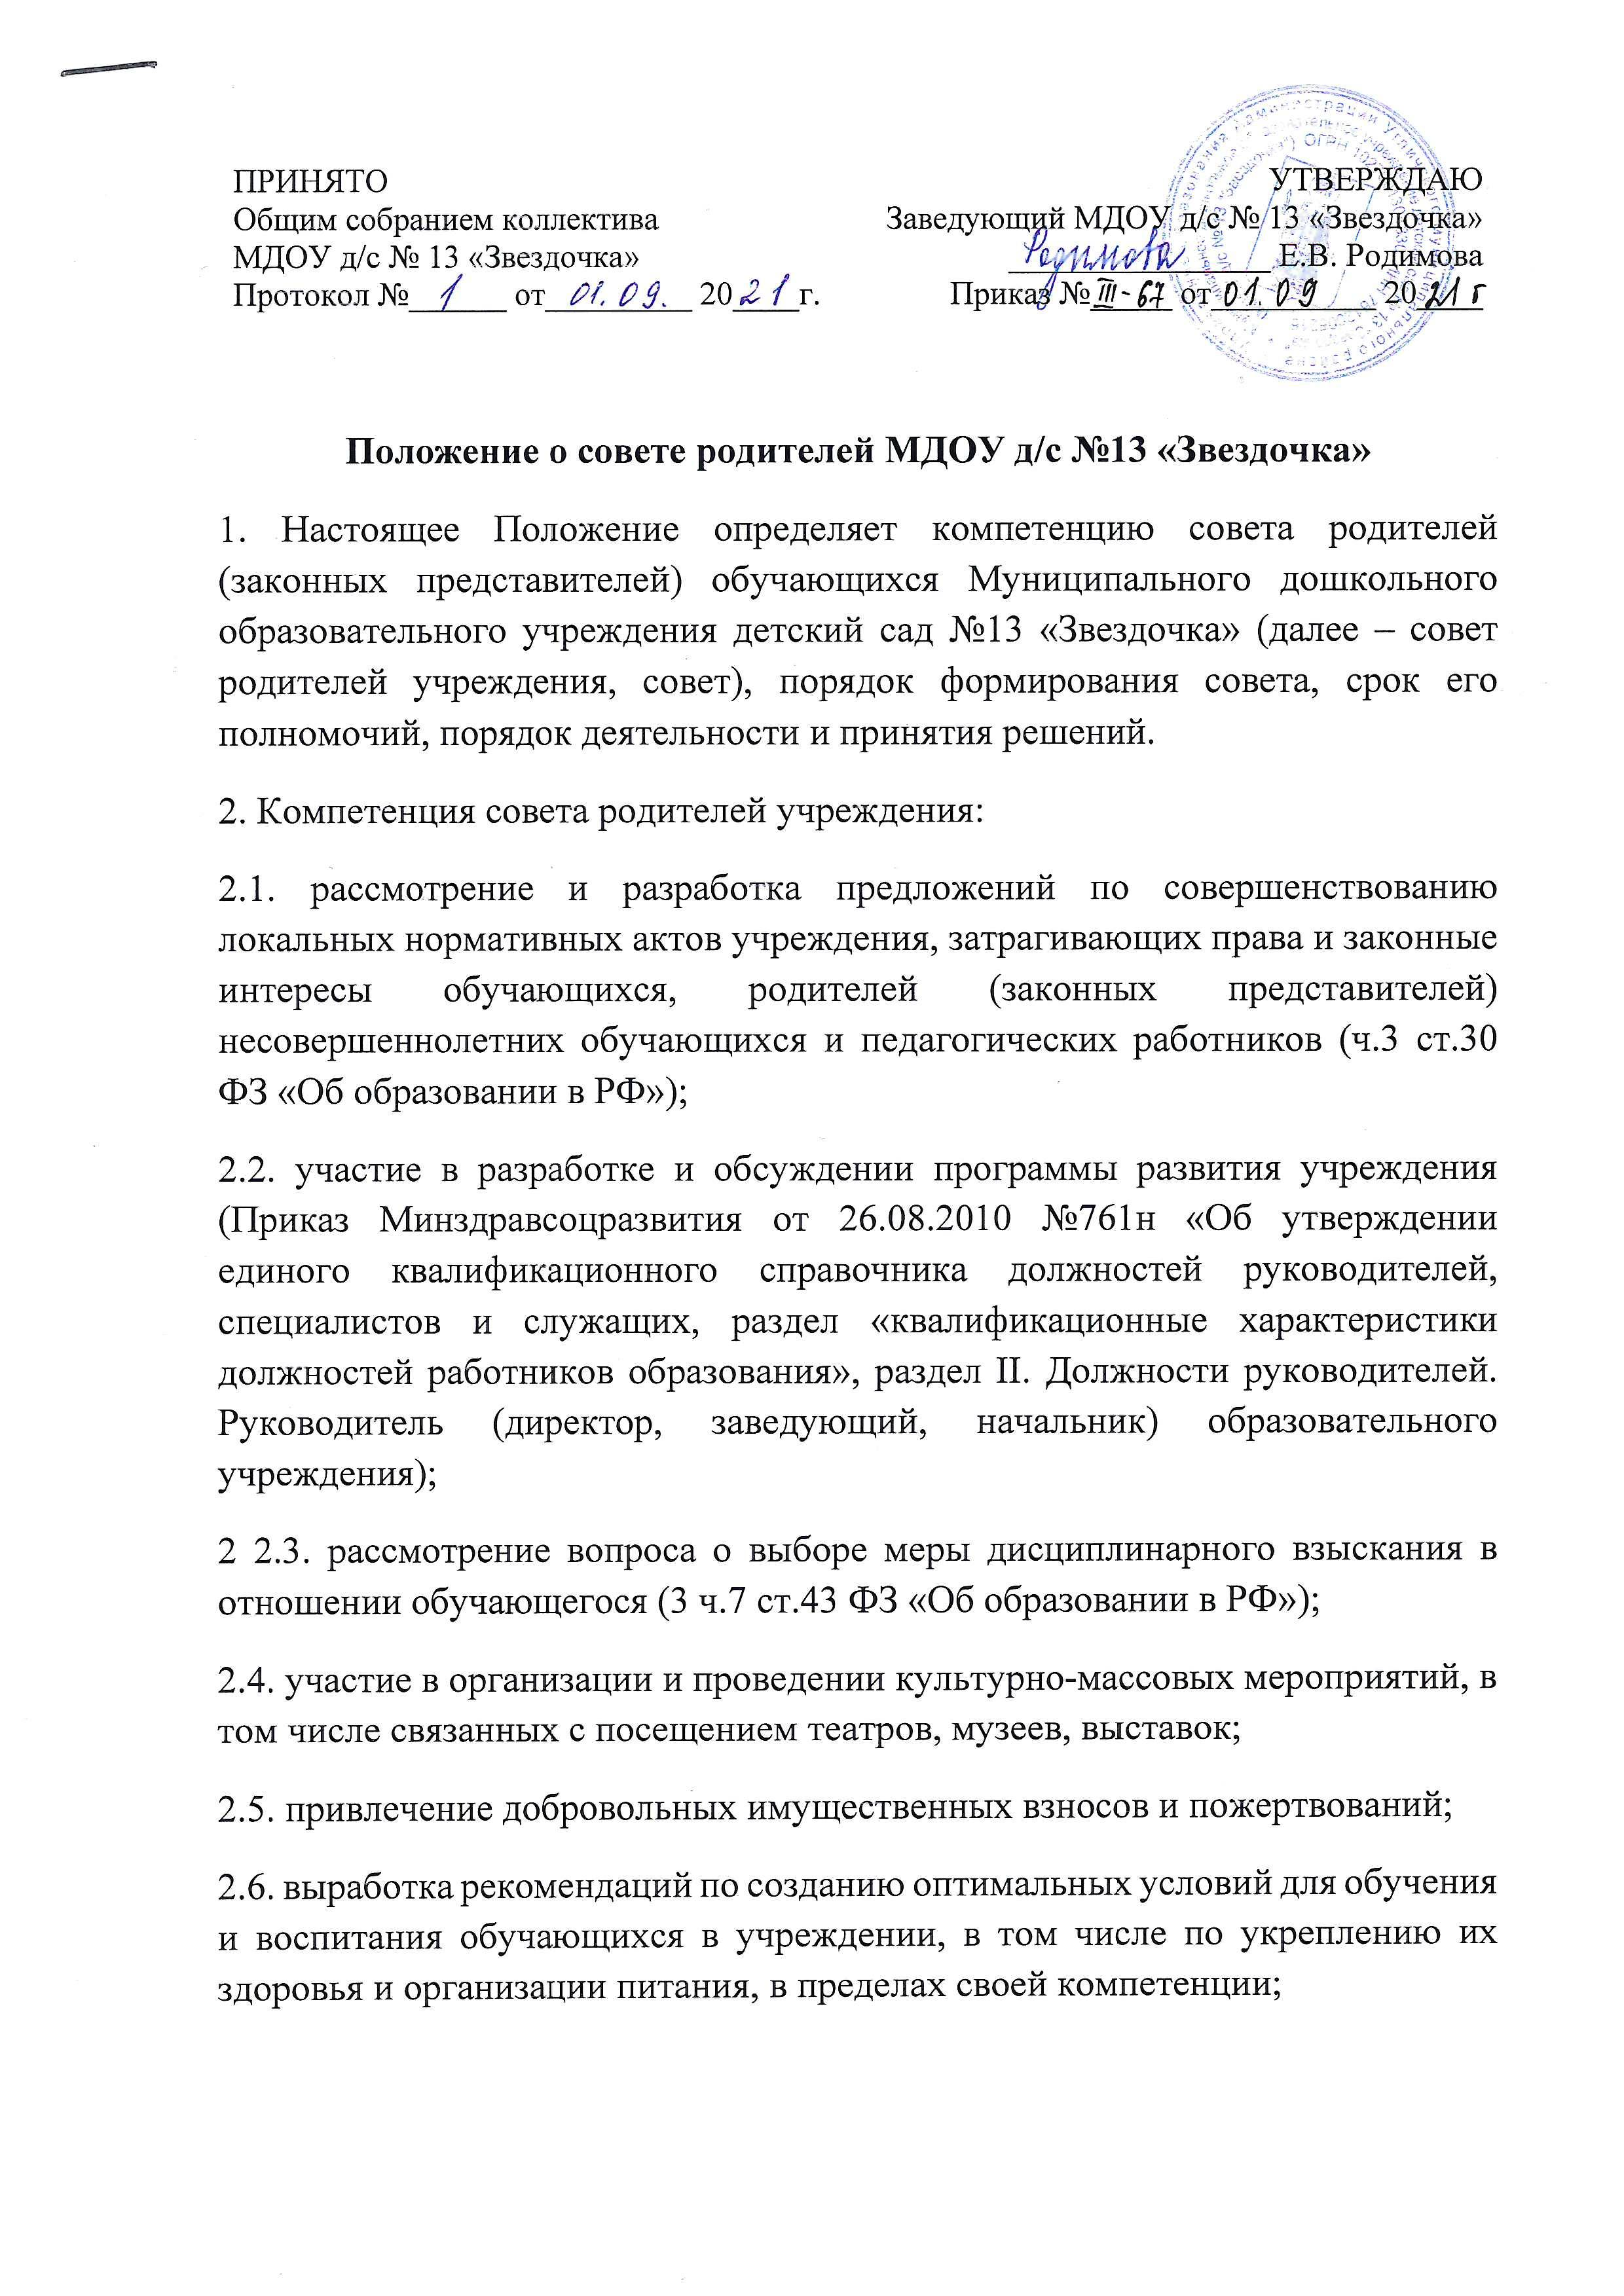 ПРИНЯТО
Общим собранием коллектива
МДОУ д/с № 13 «Звездочка»
Протокол № 1 от 01.09. 2021 г.
УТВЕРЖДАЮ
Заведующий МДОУ д/с № 13 «Звездочка»
Родимова Е.В. Родимова
Приказ № III-67 от 01.09 2021 г
Положение о совете родителей МДОУ д/с №13 «Звездочка»
1. Настоящее Положение определяет компетенцию совета родителей
(законных представителей) обучающихся Муниципального дошкольного
образовательного учреждения детский сад №13 «Звездочка» (далее – совет
родителей учреждения, совет), порядок формирования совета, срок его
полномочий, порядок деятельности и принятия решений.
2. Компетенция совета родителей учреждения:
2.1. рассмотрение и разработка предложений по совершенствованию
локальных нормативных актов учреждения, затрагивающих права и законные
интересы обучающихся, родителей (законных представителей)
несовершеннолетних обучающихся и педагогических работников (ч.3 ст.30
ФЗ «Об образовании в РФ»);
2.2. участие в разработке и обсуждении программы развития учреждения
(Приказ Минздравсоцразвития от 26.08.2010 №761н «Об утверждении
единого квалификационного справочника должностей руководителей,
специалистов и служащих, раздел «квалификационные характеристики
должностей работников образования», раздел II. Должности руководителей.
Руководитель (директор, заведующий, начальник) образовательного
учреждения);
2 2.3. рассмотрение вопроса о выборе меры дисциплинарного взыскания в
отношении обучающегося (3 ч.7 ст.43 ФЗ «Об образовании в РФ»);
2.4. участие в организации и проведении культурно-массовых мероприятий, в
том числе связанных с посещением театров, музеев, выставок;
2.5. привлечение добровольных имущественных взносов и пожертвований;
2.6. выработка рекомендаций по созданию оптимальных условий для обучения
и воспитания обучающихся в учреждении, в том числе по укреплению их
здоровья и организации питания, в пределах своей компетенции;